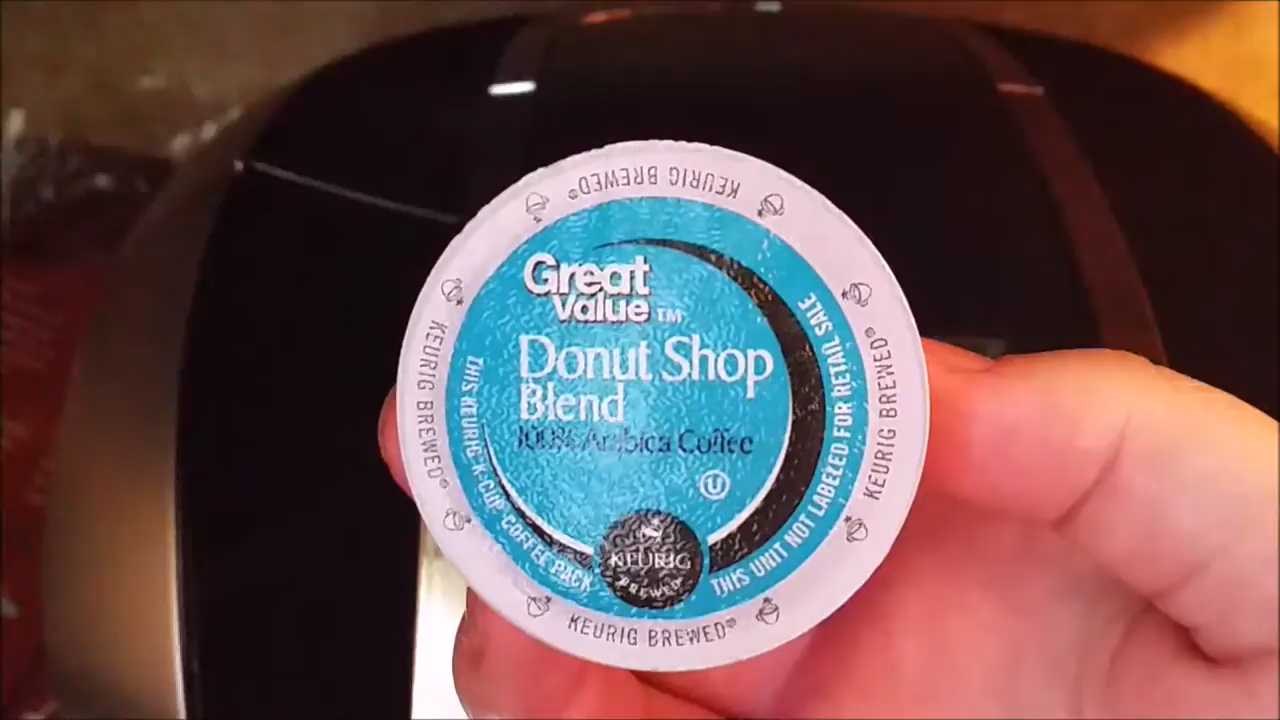 Great
Value™
Donut Shop
Blend
100% Arabica Coffee
U
KEURIG
BREWED
THIS KEURIG K-CUP COFFEE PACK
THIS UNIT NOT LABELED FOR RETAIL SALE
KEURIG BREWED®
KEURIG BREWED®
KEURIG BREWED®
KEURIG BREWED®